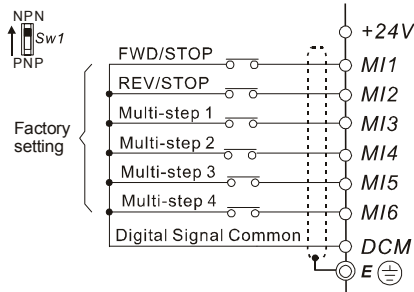 NPN
Sw1
PNP
+24V
FWD/STOP
MI1
REV/STOP
MI2
Multi-step 1
MI3
Factory
setting
Multi-step 2
MI4
Multi-step 3
MI5
Multi-step 4
MI6
Digital Signal Common
DCM
E